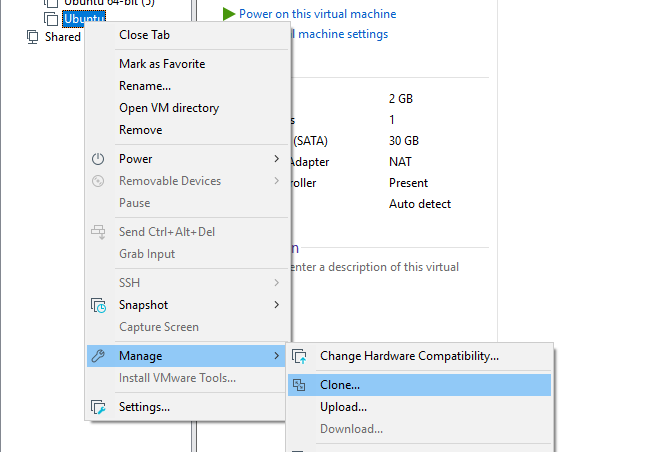 Ubuntu 64-bit (5)
Ubuntu
Shared
Power on this virtual machine
machine settings
2 GB
1
(SATA) 30 GB
Adapter NAT
roller Present
Auto detect
enter a description of this virtual
Close Tab
Mark as Favorite
Rename...
Open VM directory
Remove
Power
Removable Devices
Pause
Send Ctrl+Alt+Del
Grab Input
SSH
Snapshot
Capture Screen
Manage
Install VMware Tools...
Settings...
Change Hardware Compatibility...
Clone...
Upload...
Download...